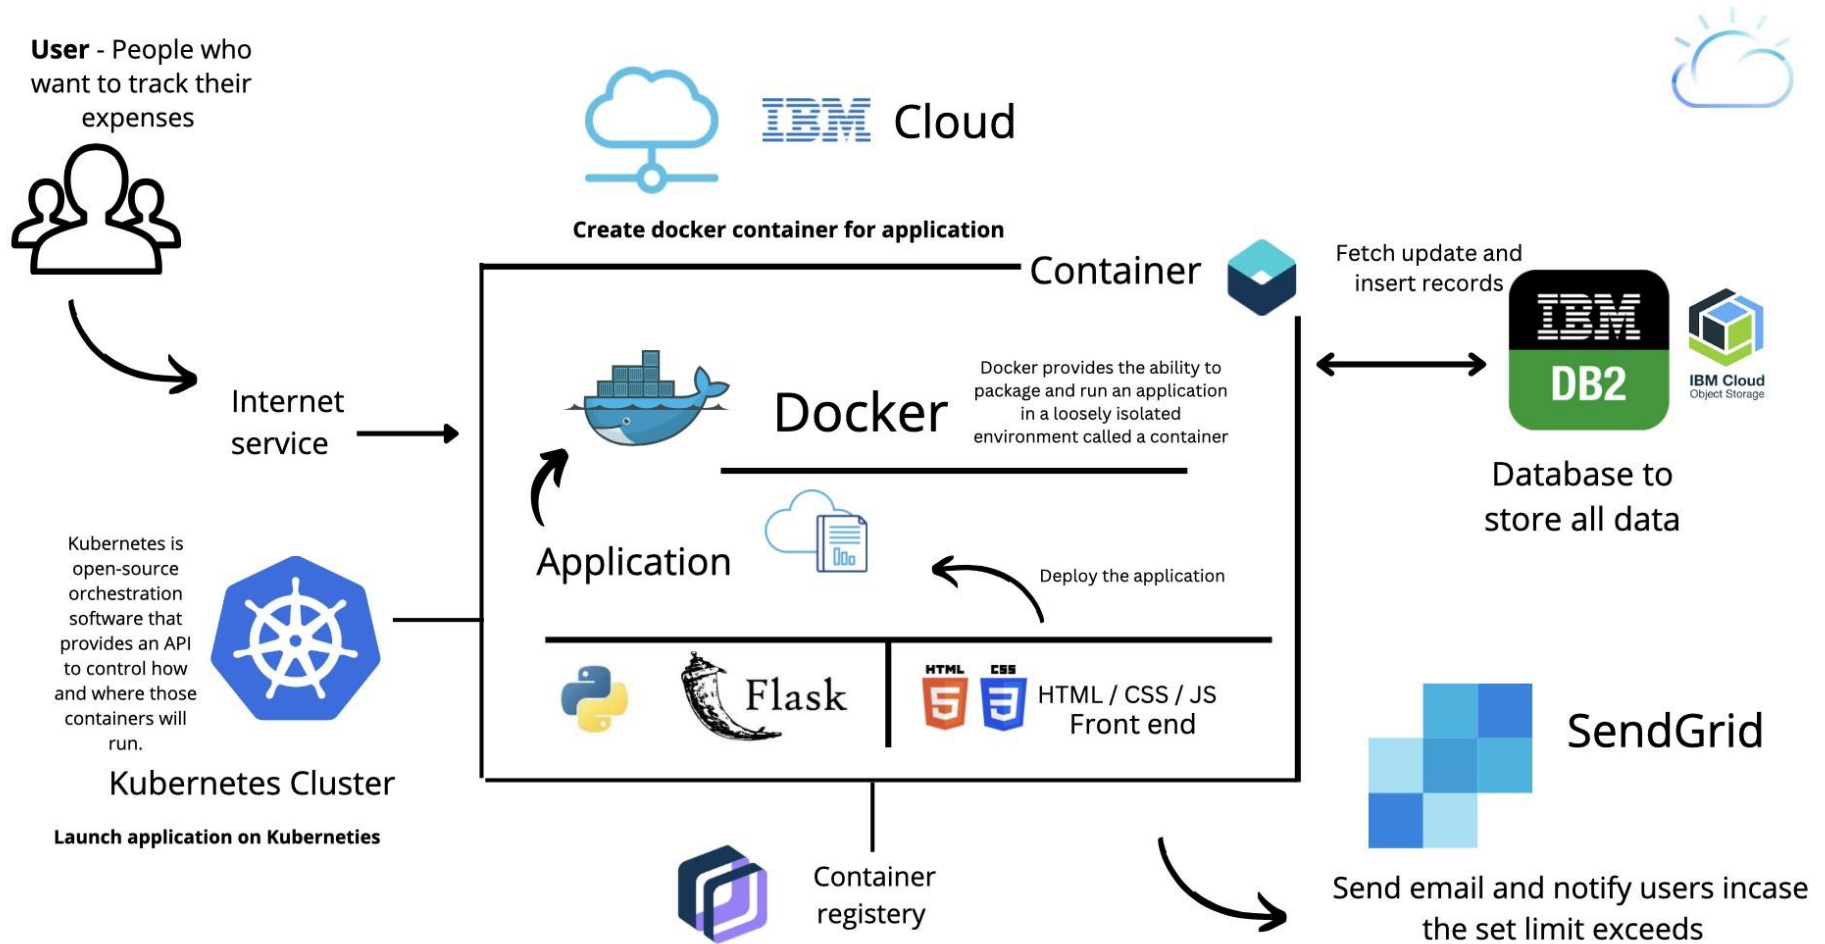 User - People who
want to track their
expenses
IBM Cloud
Create docker container for application
Container
Fetch update and
insert records
IBM
DB2
IBM Cloud
Object Storage
Database to
store all data
Internet
service
Docker
Docker provides the ability to
package and run an application
in a loosely isolated
environment called a container
Application
Deploy the application
Kubernetes is
open-source
orchestration
software that
provides an API
to control how
and where those
containers will
run.
Kubernetes Cluster
Launch application on Kuberneties
Flask
HTML
5
CSS
3
HTML / CSS / JS
Front end
Container
registery
SendGrid
Send email and notify users incase
the set limit exceeds